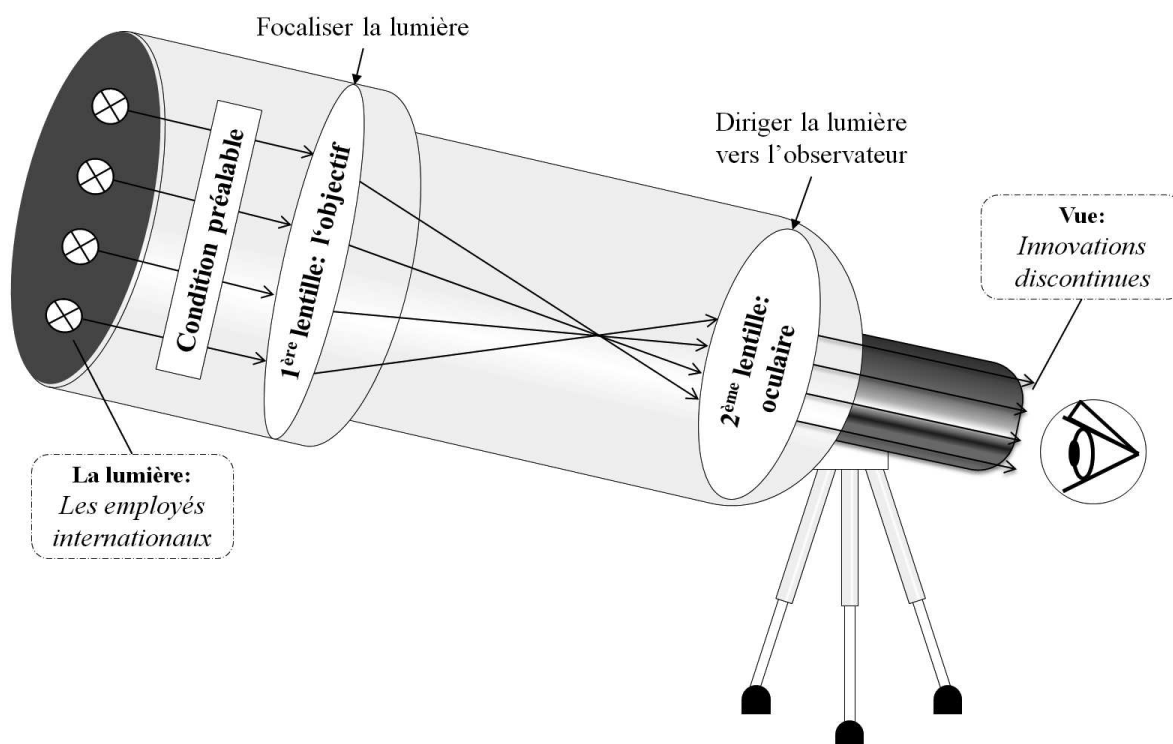 Focaliser la lumière
Diriger la lumière
vers l’observateur
Condition préalable
1ère lentille: l‘objectif
2ème lentille:
oculaire
Vue:
Innovations
discontinues
La lumière:
Les employés
internationaux